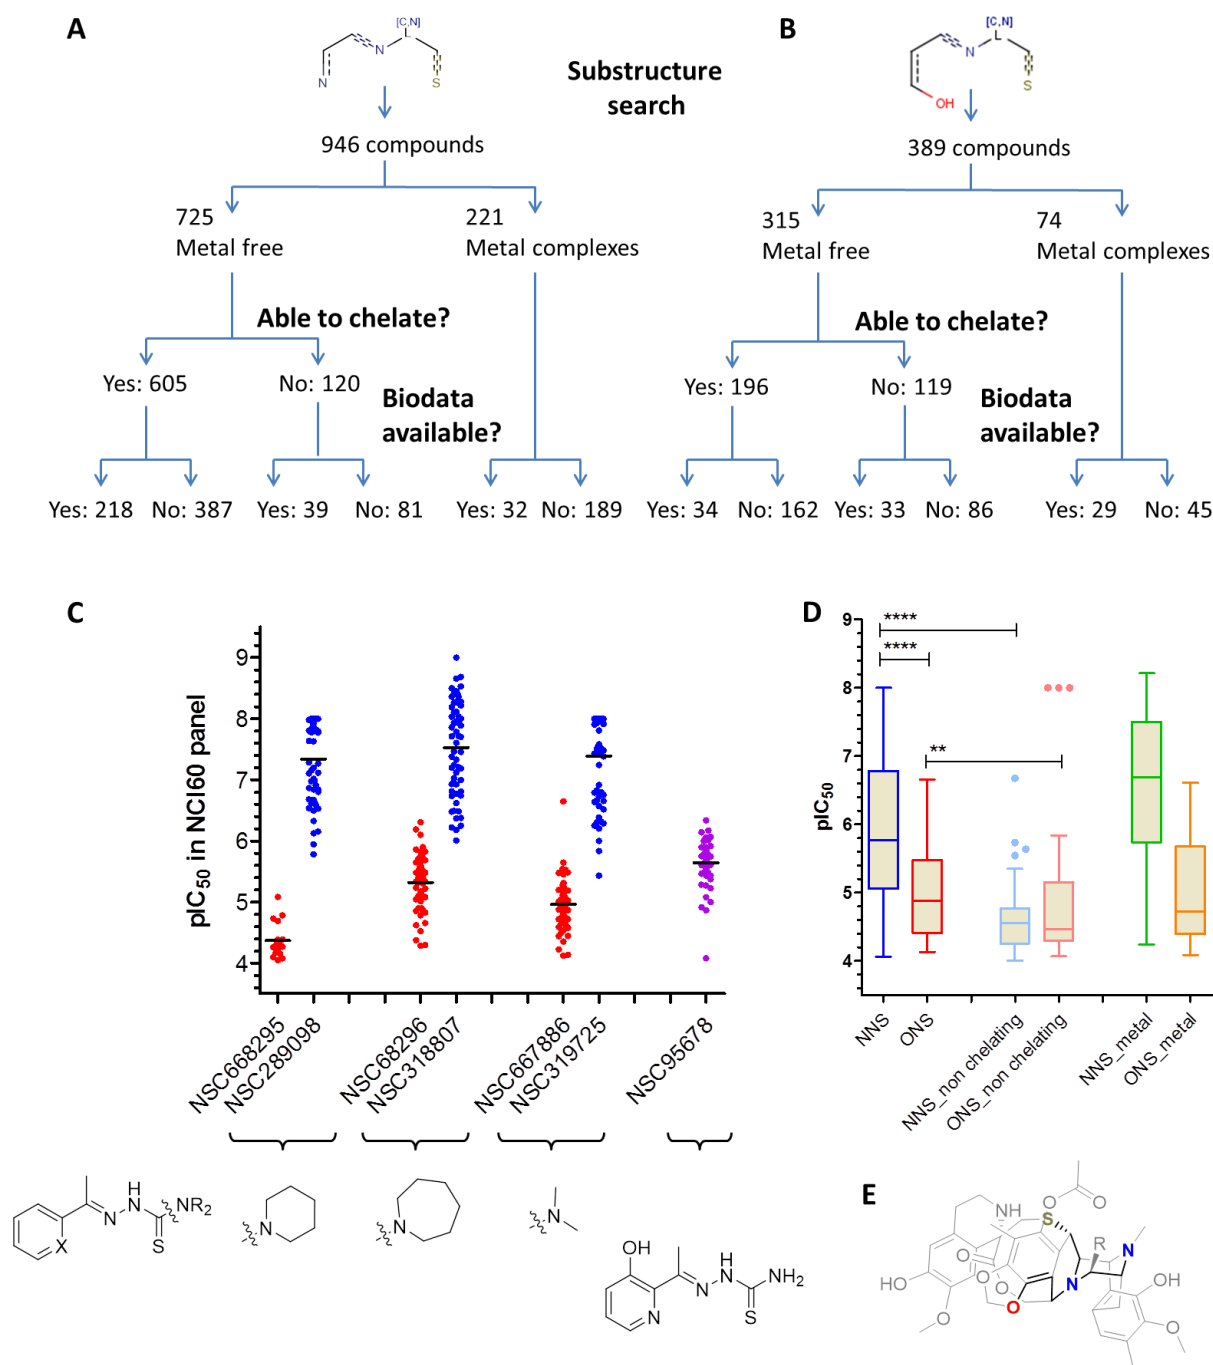 A
[C,N]
L
N
N
S
Substructure
search
B
[C,N]
L
N
S
OH
946 compounds
389 compounds
725
Metal free
221
Metal complexes
315
Metal free
74
Metal complexes
Able to chelate?
Able to chelate?
Yes: 605
No: 120
Yes: 196
No: 119
Biodata
available?
Biodata
available?
Yes: 218
No: 387
Yes: 39
No: 81
Yes: 32
No: 189
Yes: 34
No: 162
Yes: 33
No: 86
Yes: 29
No: 45
C
pIC50 in NCI60 panel
9
8
7
6
5
4
NSC668295
NSC289098
NSC68296
NSC318807
NSC667886
NSC319725
NSC95678
D
pIC50
9
8
7
6
5
4
****
****
**
NNS
ONS
NNS_non chelating
ONS_non chelating
NNS_metal
ONS_metal
X
N
H
N
S
NR2
N
N
N
OH
N
N
H
N
S
NH2
E
NH
S
O
O
O
O
O
O
HO
O
N
R
N
OH
O